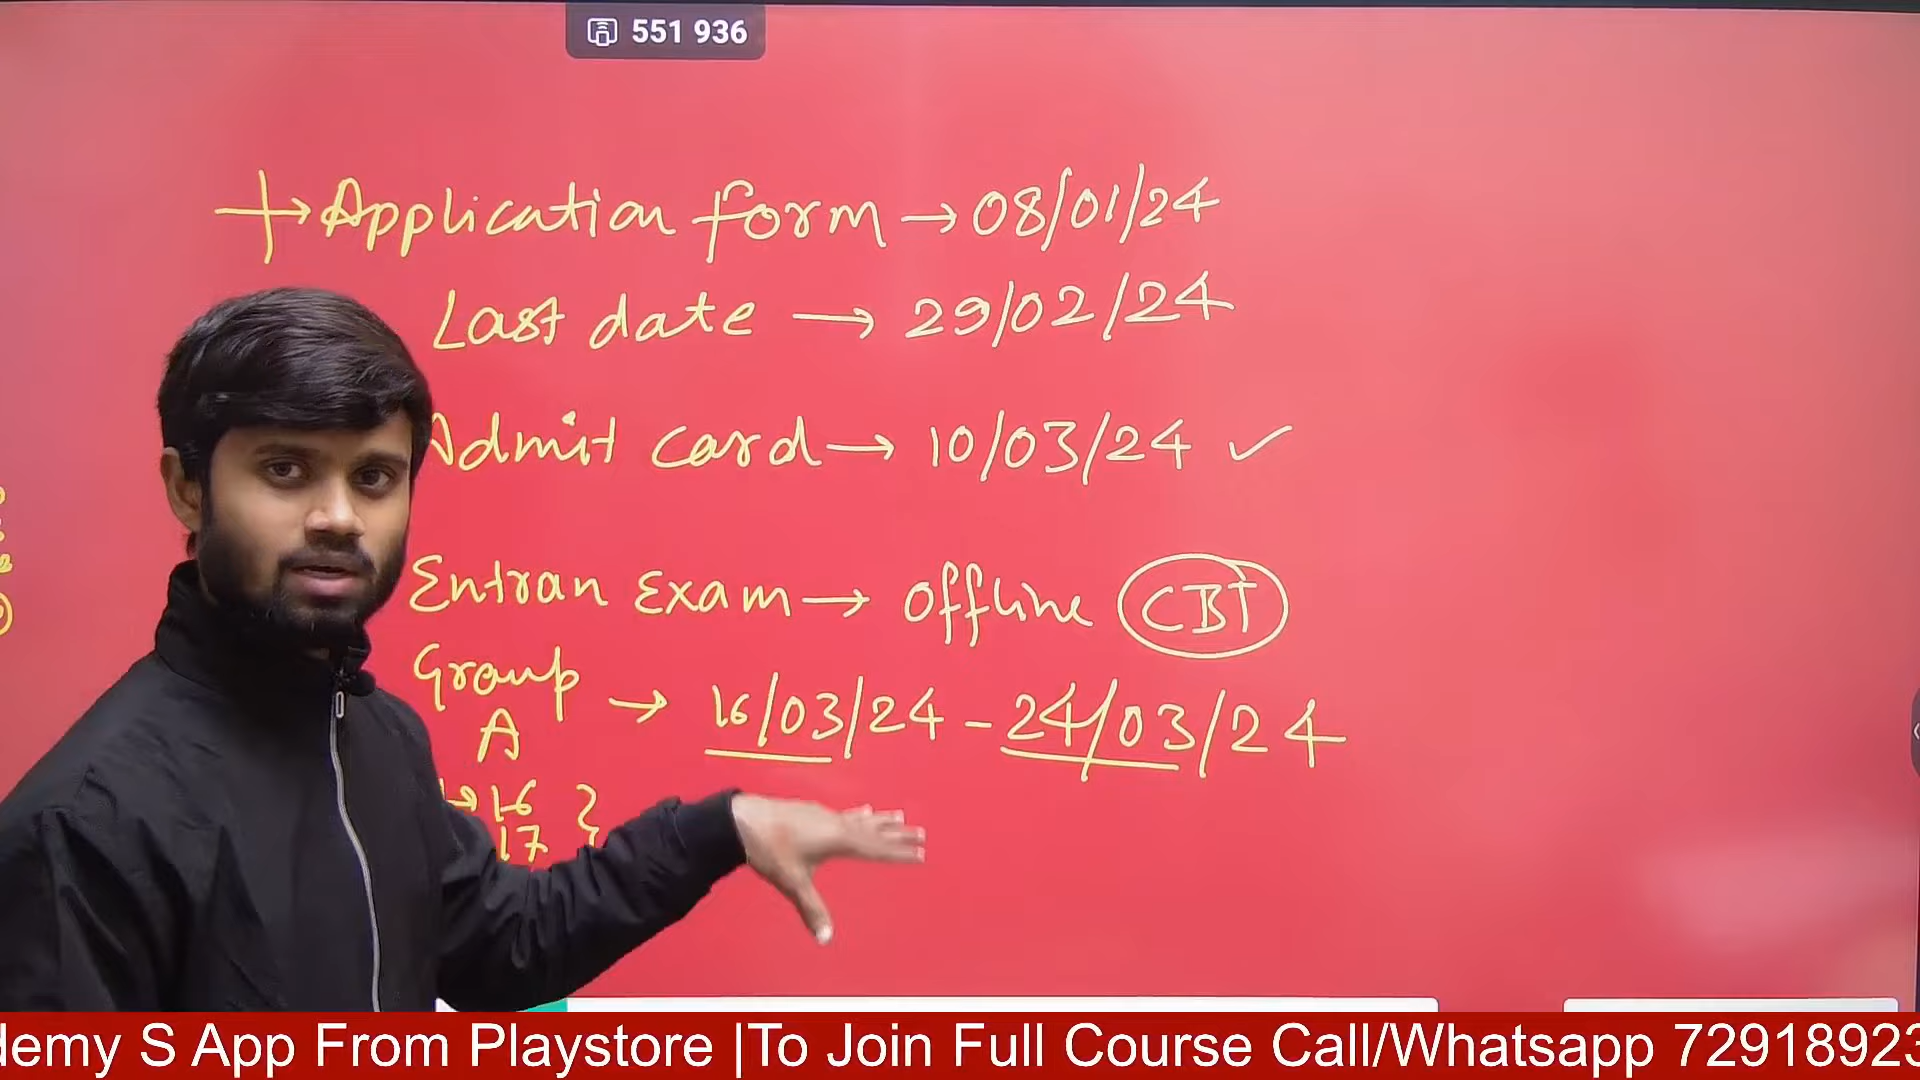 551 936
Application form → 08/01/24
Last date → 29/02/24
Admit card → 10/03/24 ✓
Entran Exam → offline CBT
Group
A → 16/03/24 - 24/03/24
→ 16 }
17
demy S App From Playstore |To Join Full Course Call/Whatsapp 72918923